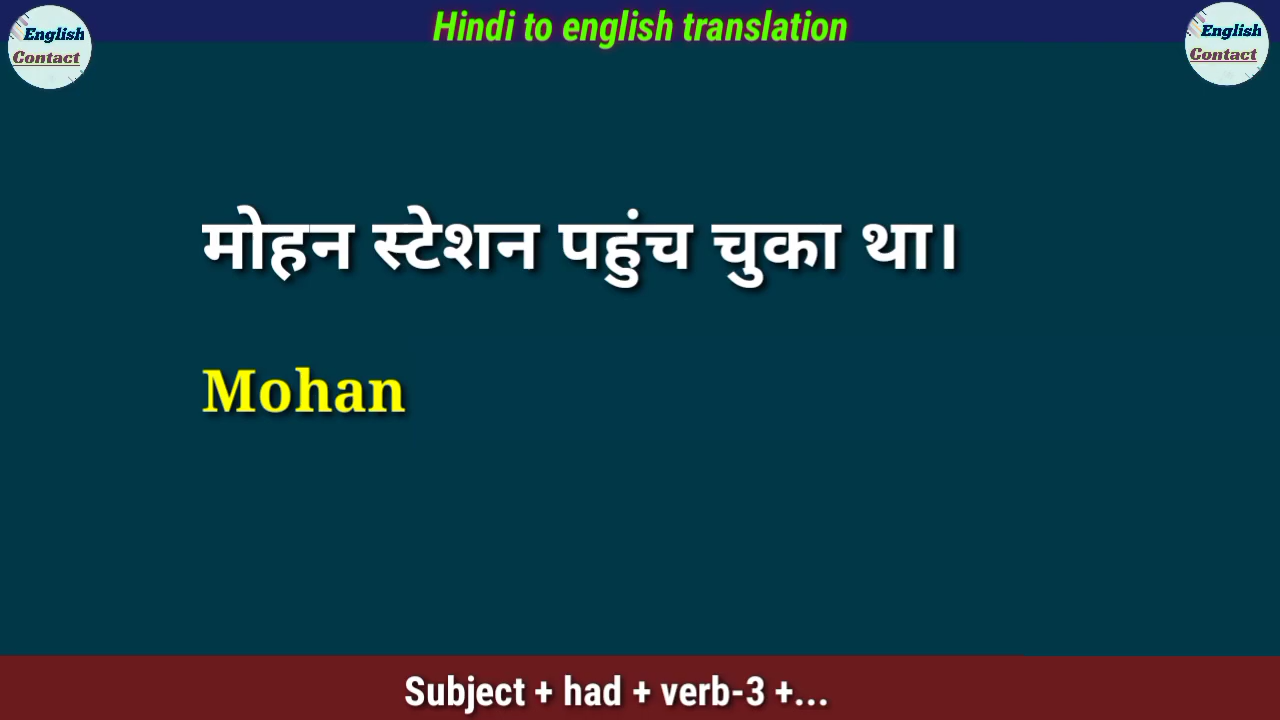 Hindi to english translation
English
Contact
English
Contact
मोहन स्टेशन पहुंच चुका था।
Mohan
Subject + had + verb-3 +...